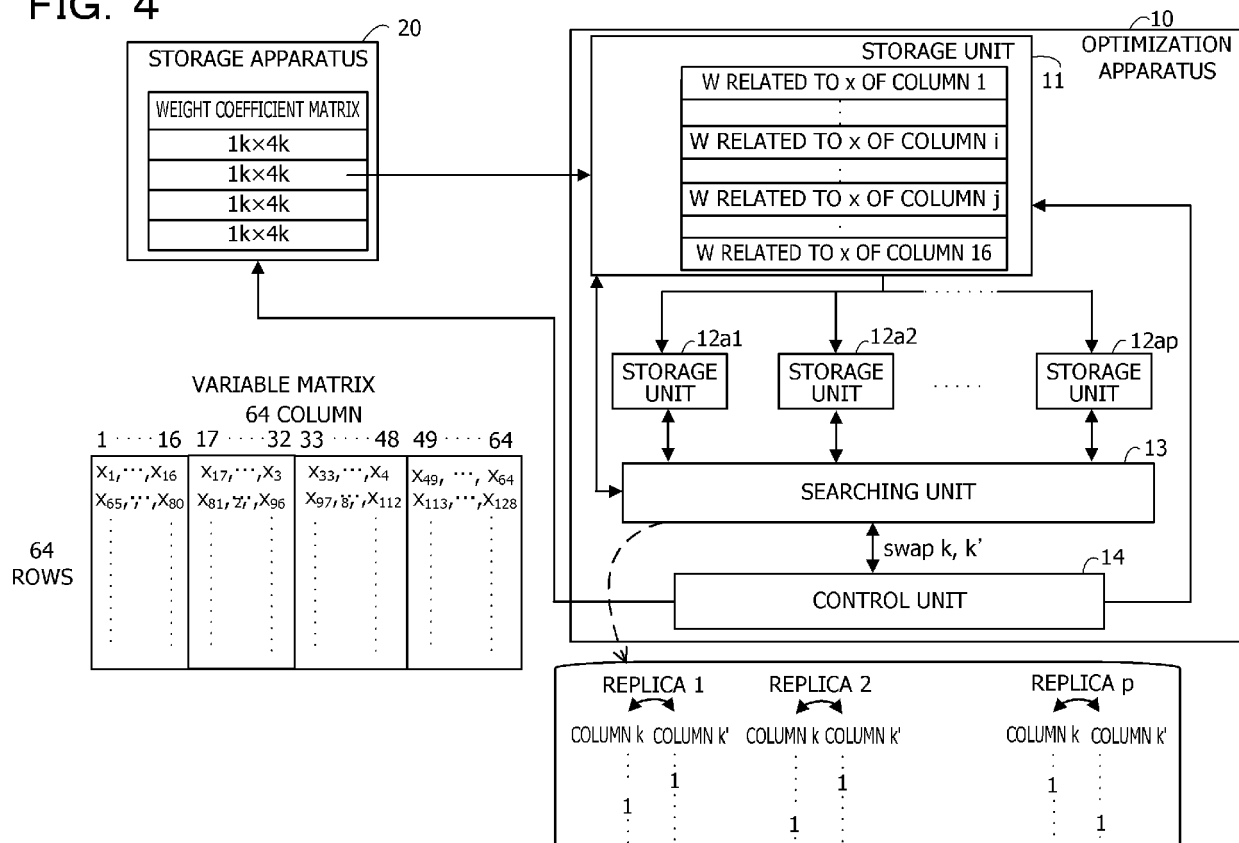 FIG. 4
20
STORAGE APPARATUS
WEIGHT COEFFICIENT MATRIX
1k×4k
1k×4k
1k×4k
1k×4k
10
OPTIMIZATION
APPARATUS
STORAGE UNIT
11
W RELATED TO x OF COLUMN 1
W RELATED TO x OF COLUMN i
W RELATED TO x OF COLUMN j
W RELATED TO x OF COLUMN 16
12a1
STORAGE
UNIT
12a2
STORAGE
UNIT
.....
12ap
STORAGE
UNIT
13
SEARCHING UNIT
swap k, k'
14
CONTROL UNIT
VARIABLE MATRIX
64 COLUMN
1 ···· 16 17 ···· 32 33 ···· 48 49 ···· 64
x1,···,x16 x17,···,x3 x33,···,x4 x49,···, x64
x65,···,x80 x81,2,x96 x97,8,x112 x113,···,x128
64
ROWS
REPLICA 1 REPLICA 2 REPLICA p
COLUMN k COLUMN k' COLUMN k COLUMN k' COLUMN k COLUMN k'
1 1 1
1 1 1